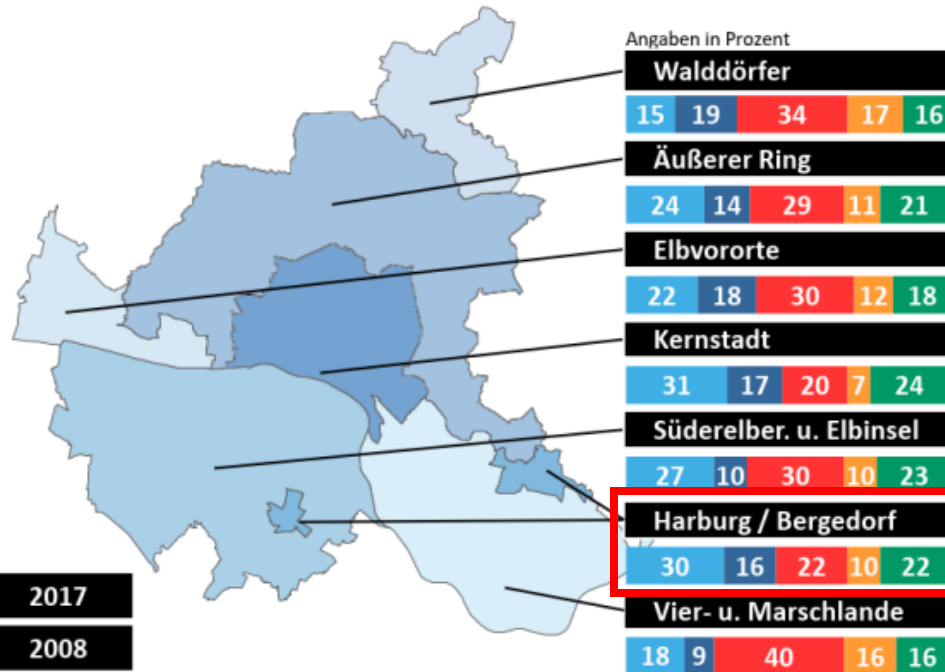 Angaben in Prozent
Walddörfer
15 19 34 17 16
Äußerer Ring
24 14 29 11 21
Elbvororte
22 18 30 12 18
Kernstadt
31 17 20 7 24
Süderelber. u. Elbinsel
27 10 30 10 23
Harburg / Bergedorf
30 16 22 10 22
Vier- u. Marschlande
18 9 40 16 16
2017
2008